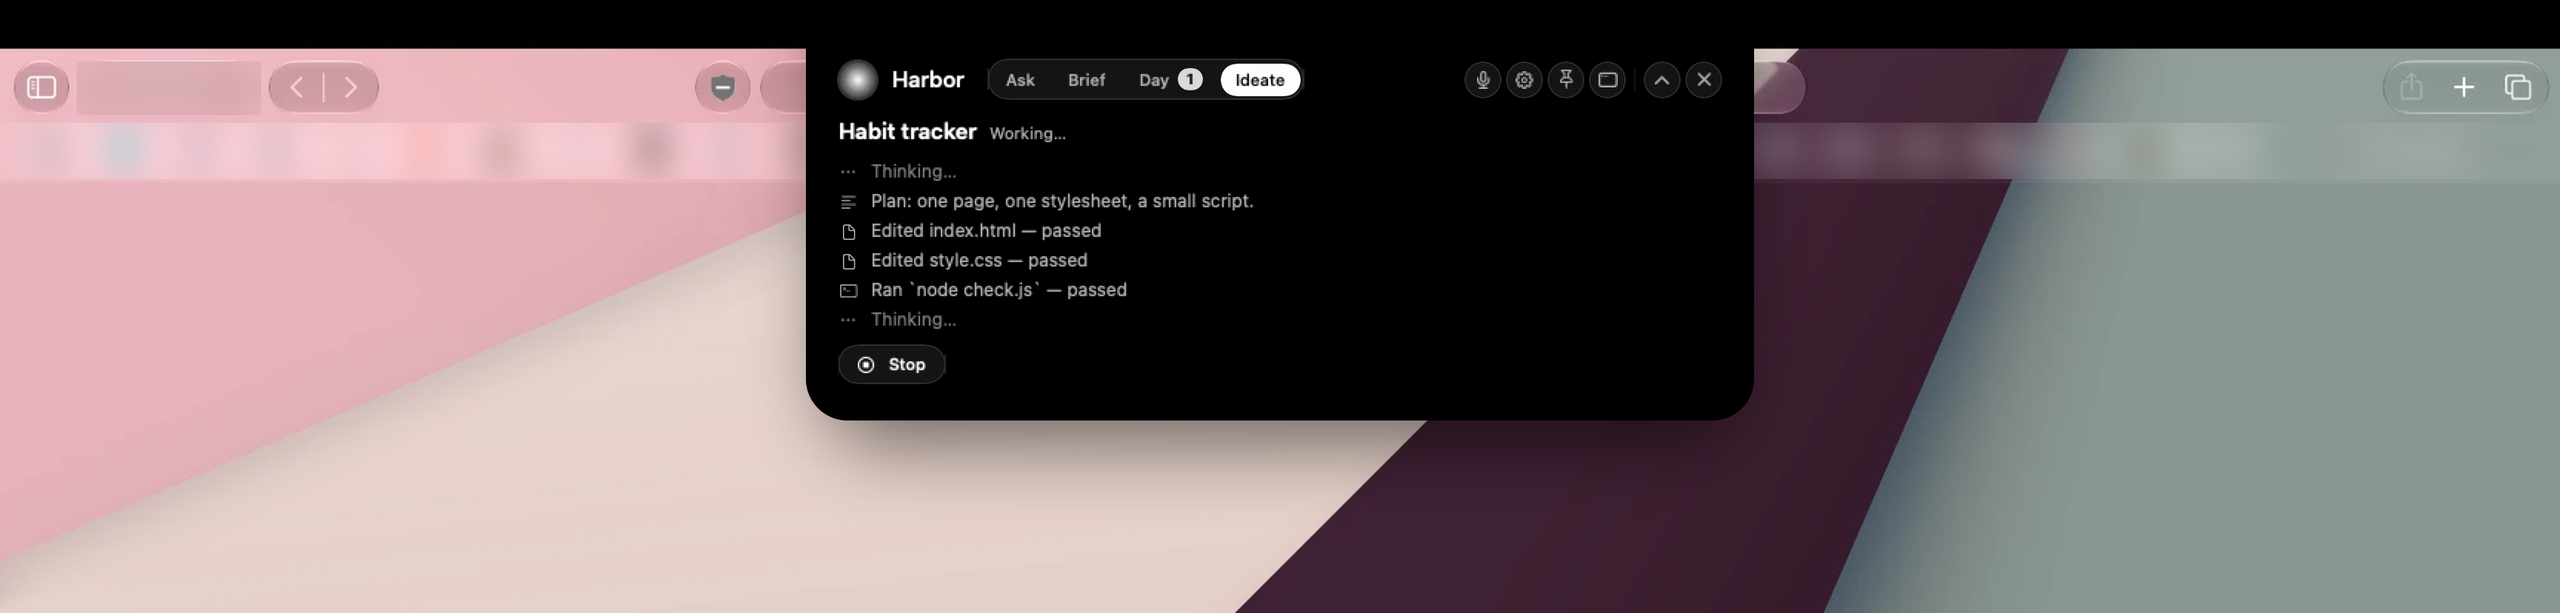 Harbor Ask Brief Day 1 Ideate
Habit tracker Working...
Thinking...
Plan: one page, one stylesheet, a small script.
Edited index.html — passed
Edited style.css — passed
Ran `node check.js` — passed
Thinking...
Stop